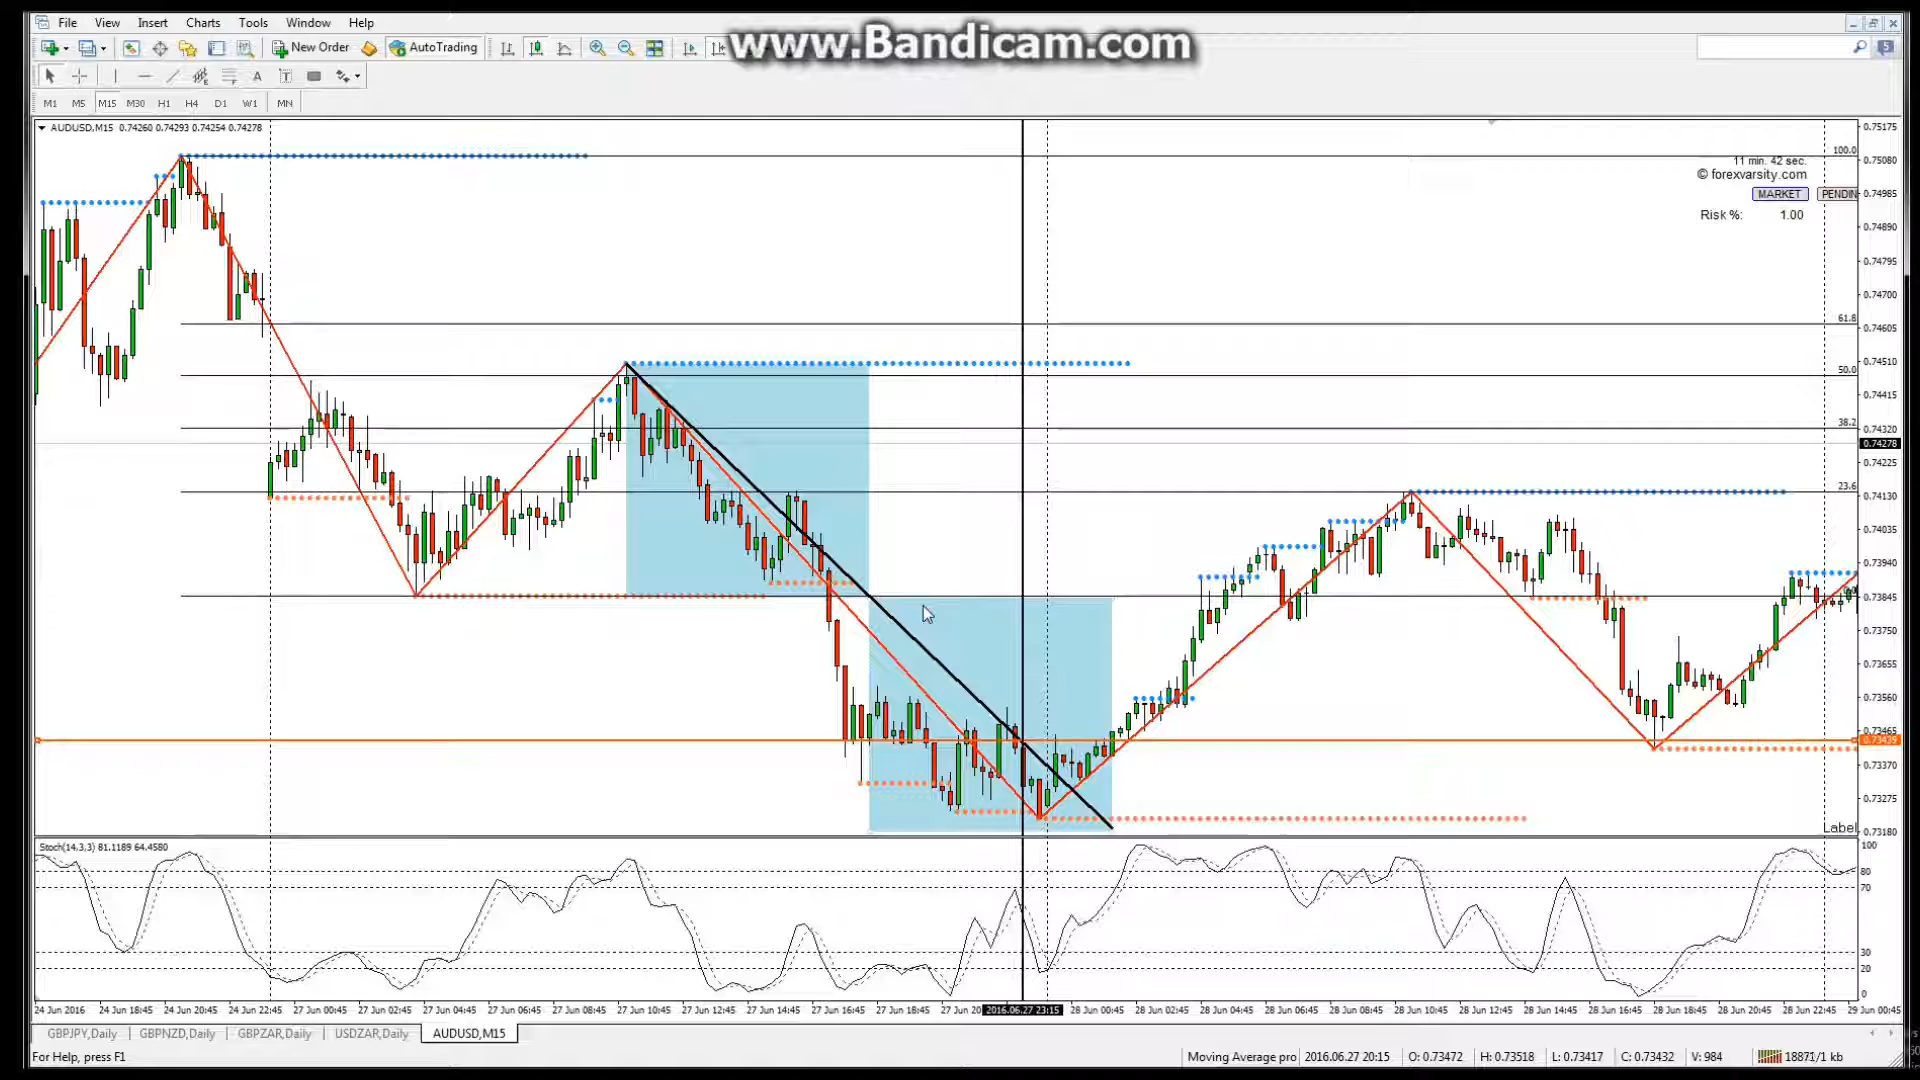 File View Insert Charts Tools Window Help
New Order AutoTrading
www.Bandicam.com
5
M1 M5 M15 M30 H1 H4 D1 W1 MN
AUDUSD,M15 0.74260 0.74293 0.74254 0.74278
11 min. 42 sec.
© forexvarsity.com
MARKET PENDIN
Risk %: 1.00
100.0
61.8
50.0
38.2
23.6
0.75175
0.75080
0.74985
0.74890
0.74795
0.74700
0.74605
0.74510
0.74415
0.74320
0.74278
0.74225
0.74130
0.74035
0.73940
0.73845
0.73750
0.73655
0.73560
0.73465
0.73439
0.73370
0.73275
0.73180
Label
Stoch(14,3,3) 81.1189 64.4580
100
80
70
30
20
0
24 Jun 2016 24 Jun 18:45 24 Jun 20:45 24 Jun 22:45 27 Jun 00:45 27 Jun 02:45 27 Jun 04:45 27 Jun 06:45 27 Jun 08:45 27 Jun 10:45 27 Jun 12:45 27 Jun 14:45 27 Jun 16:45 27 Jun 18:45 27 Jun 20 2016.06.27 23:15 28 Jun 00:45 28 Jun 02:45 28 Jun 04:45 28 Jun 06:45 28 Jun 08:45 28 Jun 10:45 28 Jun 12:45 28 Jun 14:45 28 Jun 16:45 28 Jun 18:45 28 Jun 20:45 28 Jun 22:45 29 Jun 00:45
GBPJPY,Daily GBPNZD,Daily GBPZAR,Daily USDZAR,Daily AUDUSD,M15
For Help, press F1 Moving Average pro 2016.06.27 20:15 O: 0.73472 H: 0.73518 L: 0.73417 C: 0.73432 V: 984 18871/1 kb